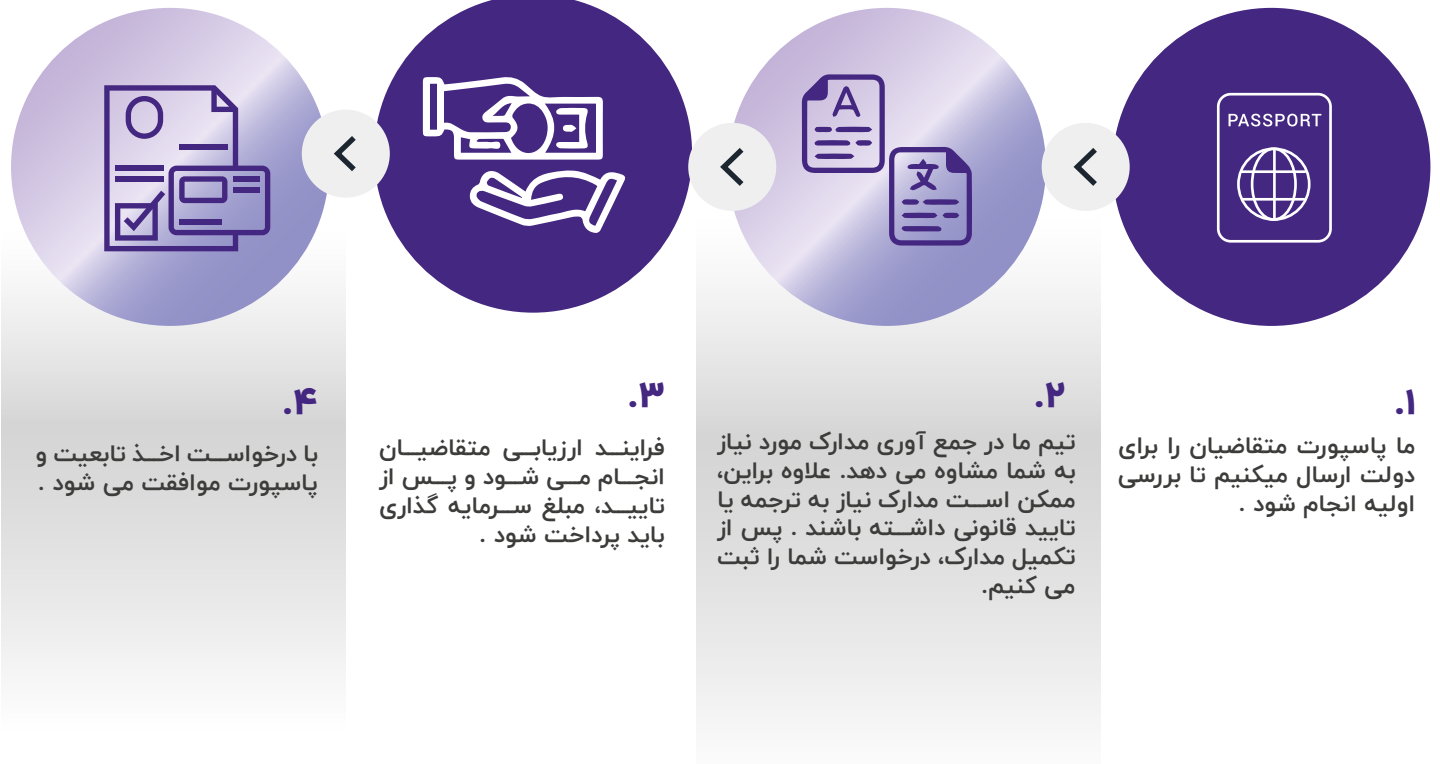 PASSPORT
۱.
ما پاسپورت متقاضیان را برای
دولت ارسال میکنیم تا بررسی
اولیه انجام شود .
A
文
۲.
تیم ما در جمع آوری مدارک مورد نیاز
به شما مشاوه می دهد. علاوه براین،
ممکن است مدارک نیاز به ترجمه یا
تایید قانونی داشته باشند . پس از
تکمیل مدارک، درخواست شما را ثبت
می کنیم.
۳.
فرایند ارزیابی متقاضیان
انجام می شود و پس از
تایید، مبلغ سرمایه گذاری
باید پرداخت شود .
۴.
با درخواست اخذ تابعیت و
پاسپورت موافقت می شود .